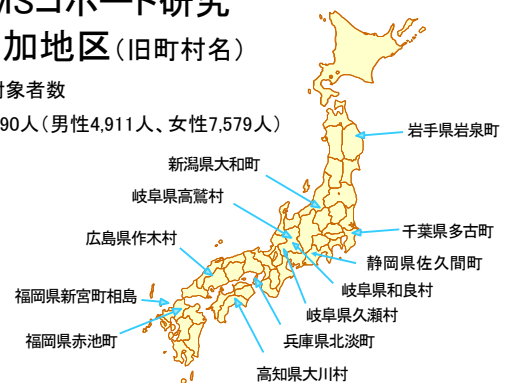 MSコホート研究
加地区(旧町村名)
対象者数
90人(男性4,911人、女性7,579人)
岩手県岩泉町
新潟県大和町
岐阜県高鷲村
広島県作木村
千葉県多古町
静岡県佐久間町
岐阜県和良村
福岡県新宮町相島
岐阜県久瀬村
福岡県赤池町
兵庫県北淡町
高知県大川村